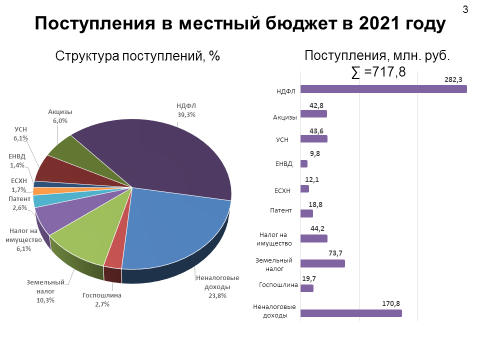 3
Поступления в местный бюджет в 2021 году
Структура поступлений, %
НДФЛ
39,3%
Акцизы
6,0%
УСН
6,1%
ЕНВД
1,4%
ЕСХН
1,7%
Патент
2,6%
Налог на
имущество
6,1%
Земельный
налог
10,3%
Госпошлина
2,7%
Неналоговые
доходы
23,8%
Поступления, млн. руб.
∑ =717,8
НДФЛ 282,3
Акцизы 42,8
УСН 43,6
ЕНВД 9,8
ЕСХН 12,1
Патент 18,8
Налог на
имущество 44,2
Земельный
налог 73,7
Госпошлина 19,7
Неналоговые
доходы 170,8